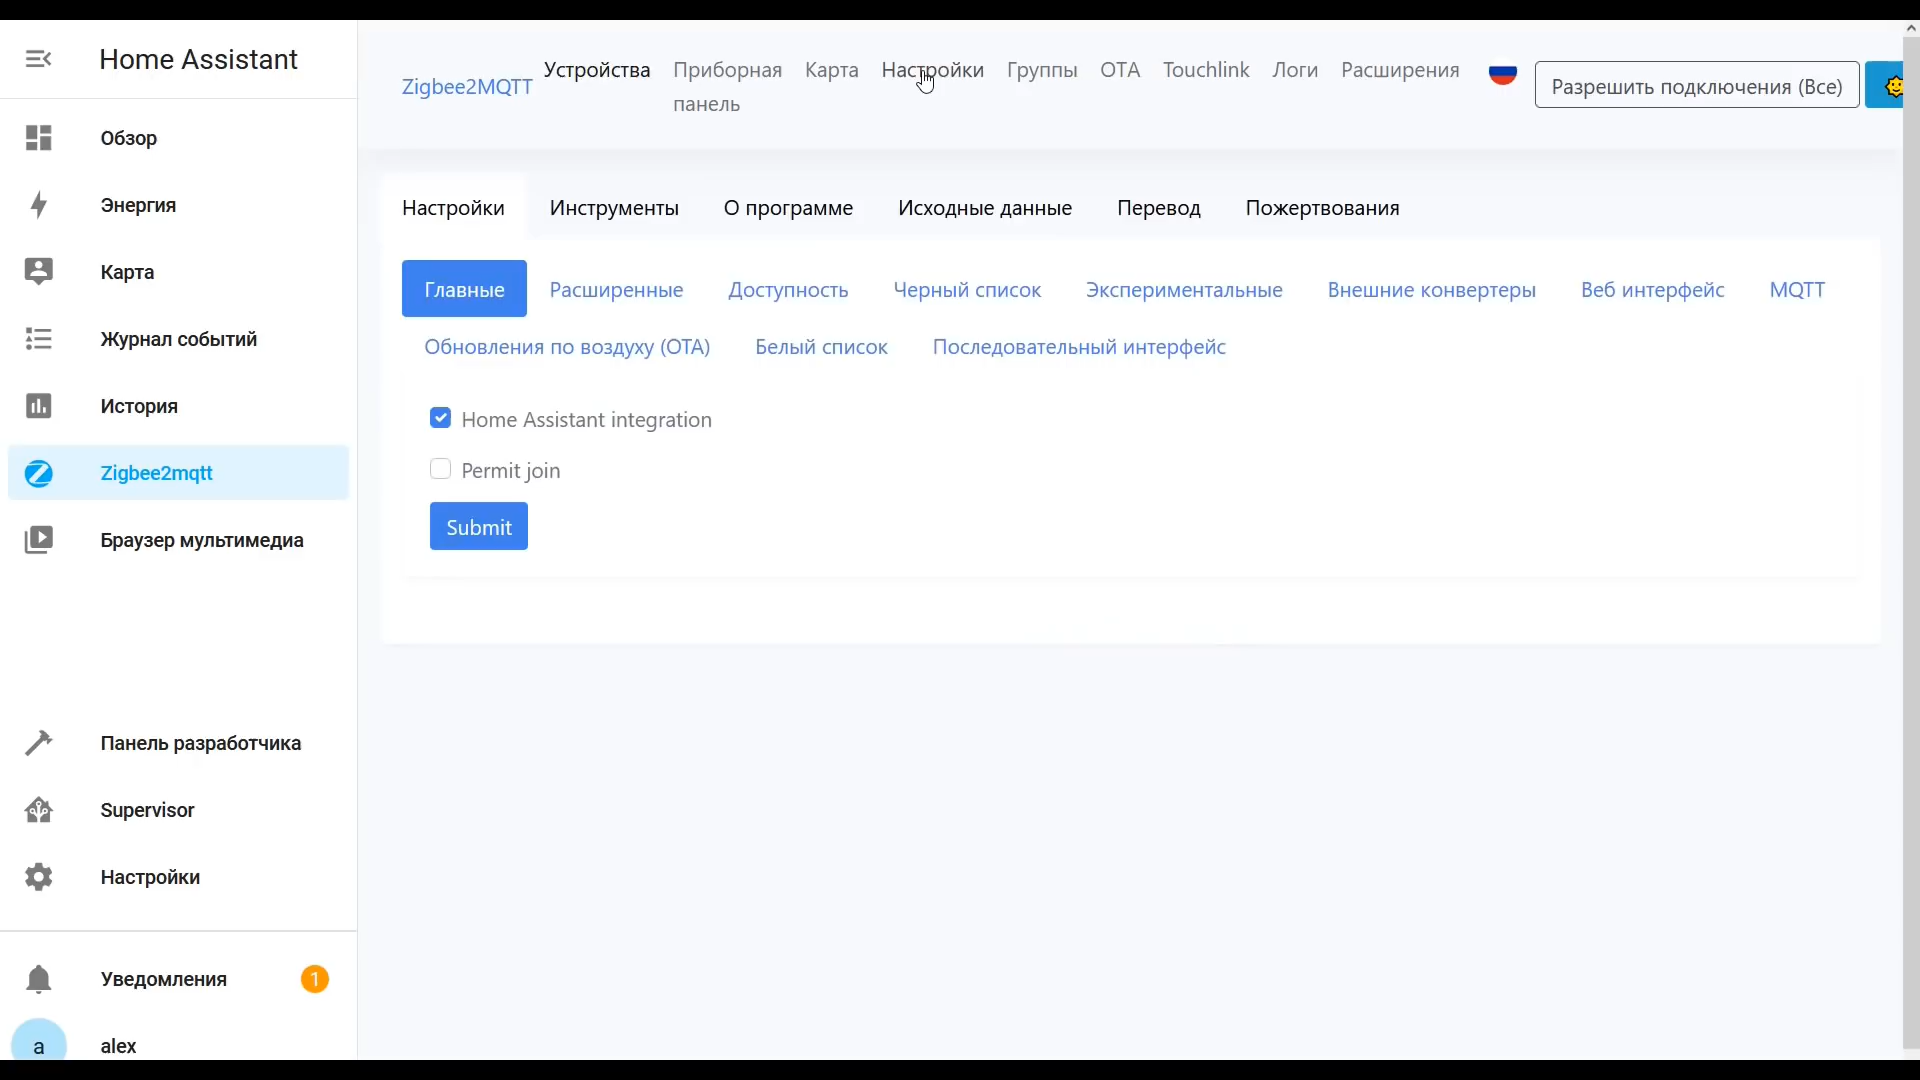 Home Assistant
Обзор
Энергия
Карта
Журнал событий
История
Zigbee2mqtt
Браузер мультимедиа
Панель разработчика
Supervisor
Настройки
Уведомления 1
a alex
Zigbee2MQTT Устройства Приборная панель Карта Настройки Группы OTA Touchlink Логи Расширения Разрешить подключения (Все)
Настройки Инструменты О программе Исходные данные Перевод Пожертвования
Главные Расширенные Доступность Черный список Экспериментальные Внешние конвертеры Веб интерфейс MQTT
Обновления по воздуху (OTA) Белый список Последовательный интерфейс
Home Assistant integration
Permit join
Submit